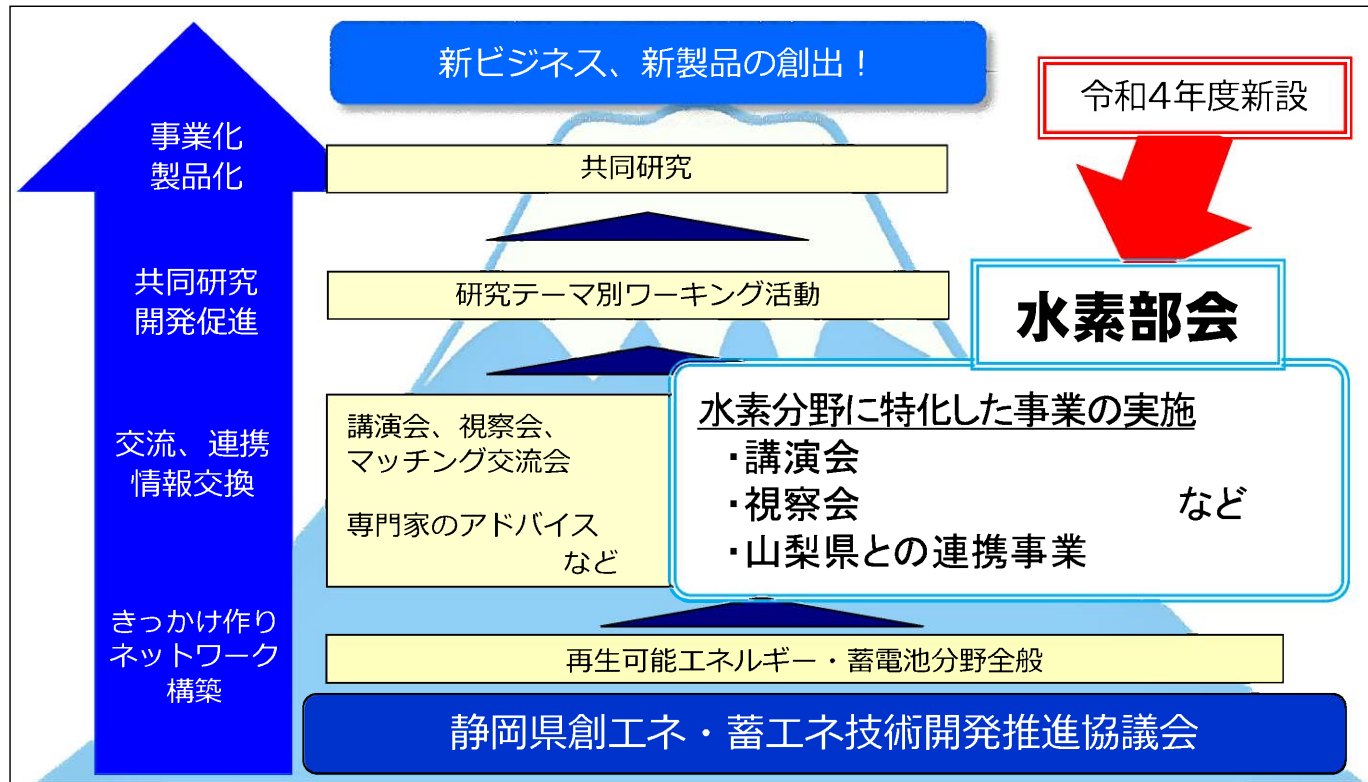 新ビジネス、新製品の創出！
令和4年度新設
事業化
製品化
共同研究
共同研究
開発促進
研究テーマ別ワーキング活動
水素部会
交流、連携
情報交換
講演会、視察会、
マッチング交流会
専門家のアドバイス
など
水素分野に特化した事業の実施
・講演会
・視察会 など
・山梨県との連携事業
きっかけ作り
ネットワーク
構築
再生可能エネルギー・蓄電池分野全般
静岡県創エネ・蓄エネ技術開発推進協議会